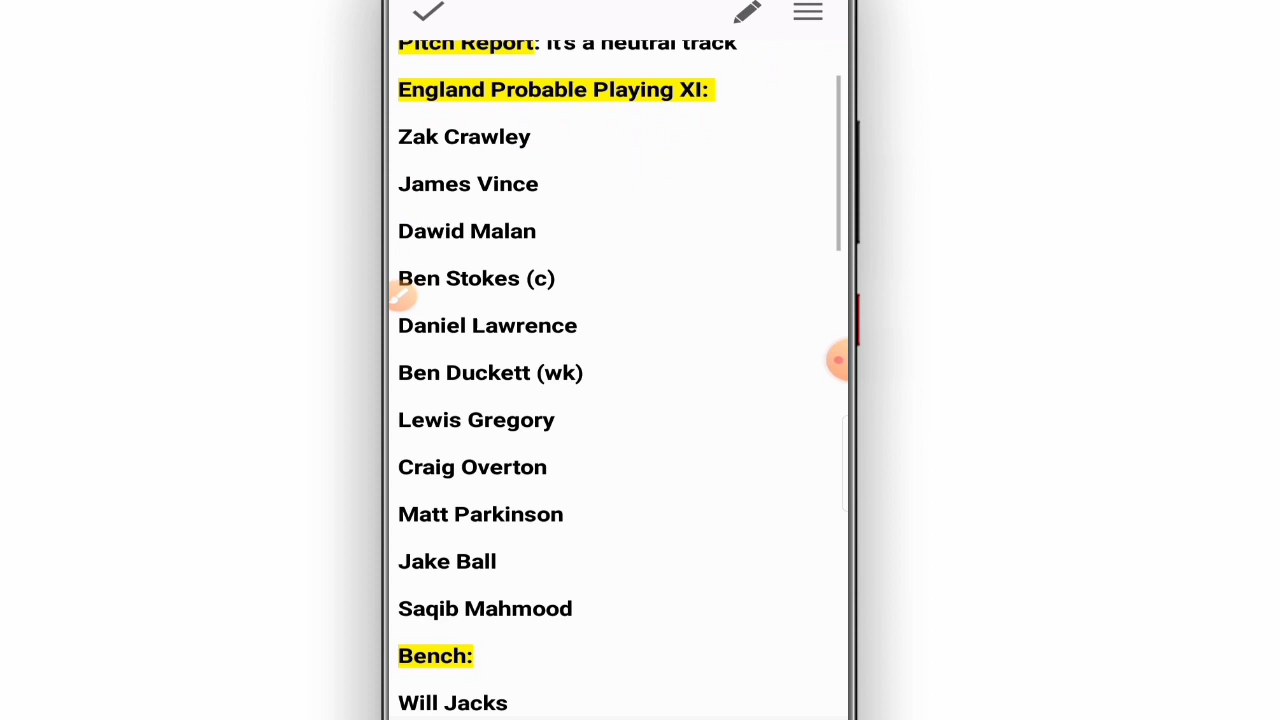 Pitch Report: It's a neutral track
England Probable Playing XI:
Zak Crawley
James Vince
Dawid Malan
Ben Stokes (c)
Daniel Lawrence
Ben Duckett (wk)
Lewis Gregory
Craig Overton
Matt Parkinson
Jake Ball
Saqib Mahmood
Bench:
Will Jacks